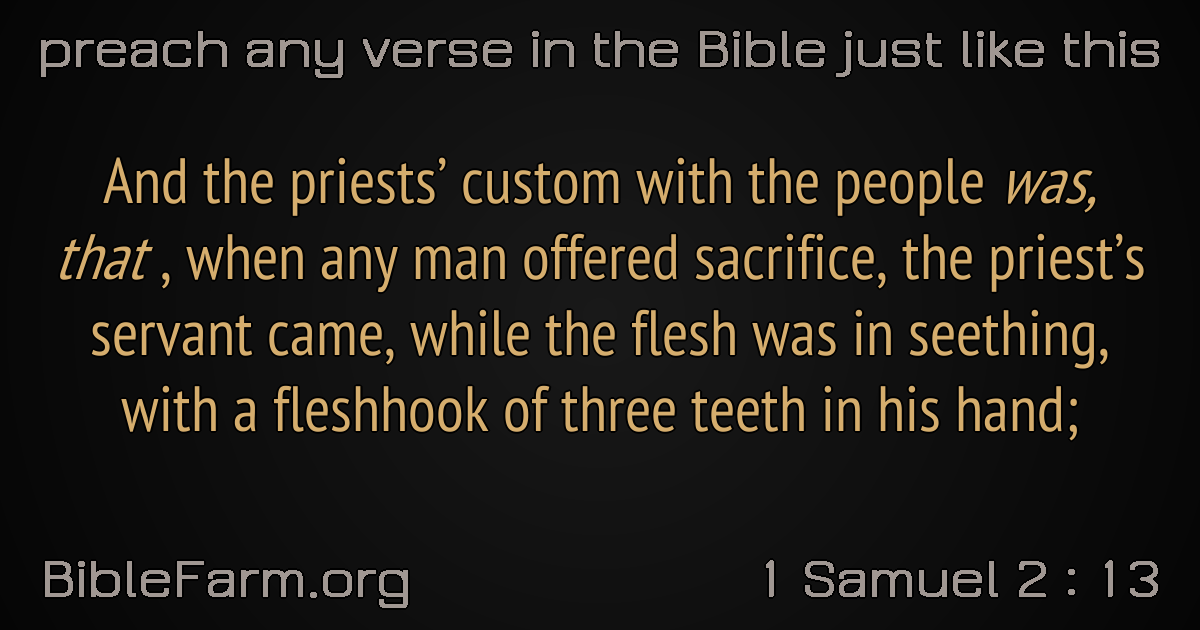 preach any verse in the Bible just like this
And the priests’ custom with the people was,
that , when any man offered sacrifice, the priest’s
servant came, while the flesh was in seething,
with a fleshhook of three teeth in his hand;
BibleFarm.org
1 Samuel 2 : 13